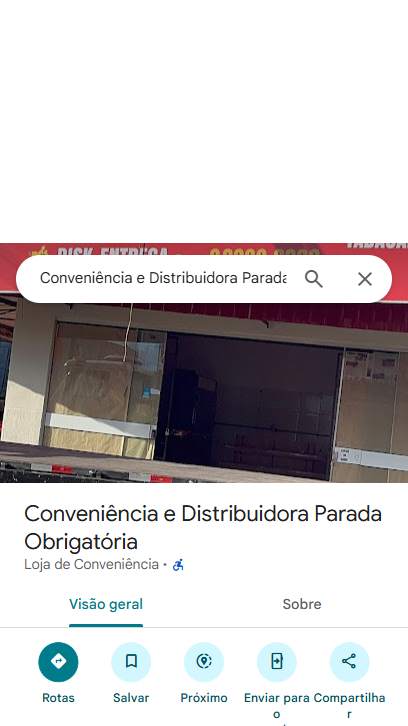 DISK ENTREGA
Conveniência e Distribuidora Parada
Conveniência e Distribuidora Parada
Obrigatória
Loja de Conveniência •
Visão geral
Sobre
Rotas
Salvar
Próximo
Enviar para o
Compartilhar